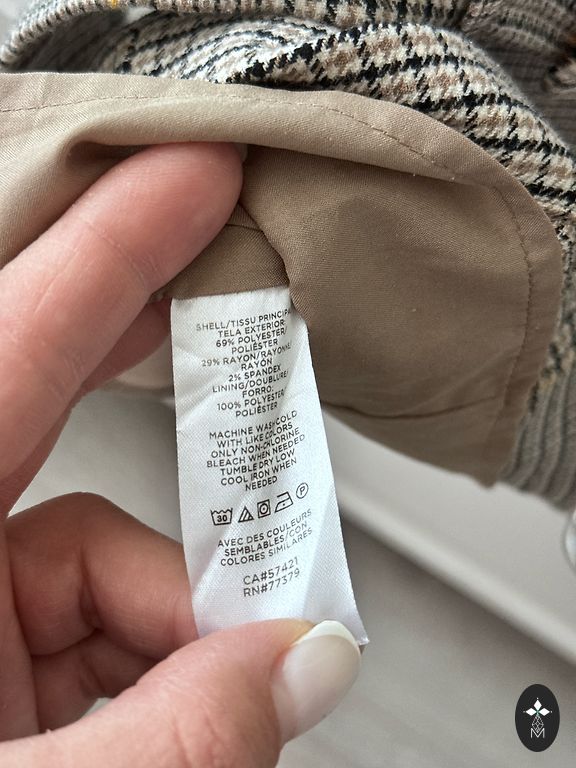 SHELL/TISSU PRINCIPAL
TELA EXTERIOR:
69% POLYESTER/
POLIÉSTER
29% RAYON/RAYONNE/
RAYÓN
2% SPANDEX
LINING/DOUBLURE/
FORRO:
100% POLYESTER/
POLIÉSTER
MACHINE WASH COLD
WITH LIKE COLORS
ONLY NON-CHLORINE
BLEACH WHEN NEEDED
TUMBLE DRY LOW
COOL IRON WHEN
NEEDED
30 P
AVEC DES COULEURS
SEMBLABLES/CON
COLORES SIMILARES
CA#57421
RN#77379
M